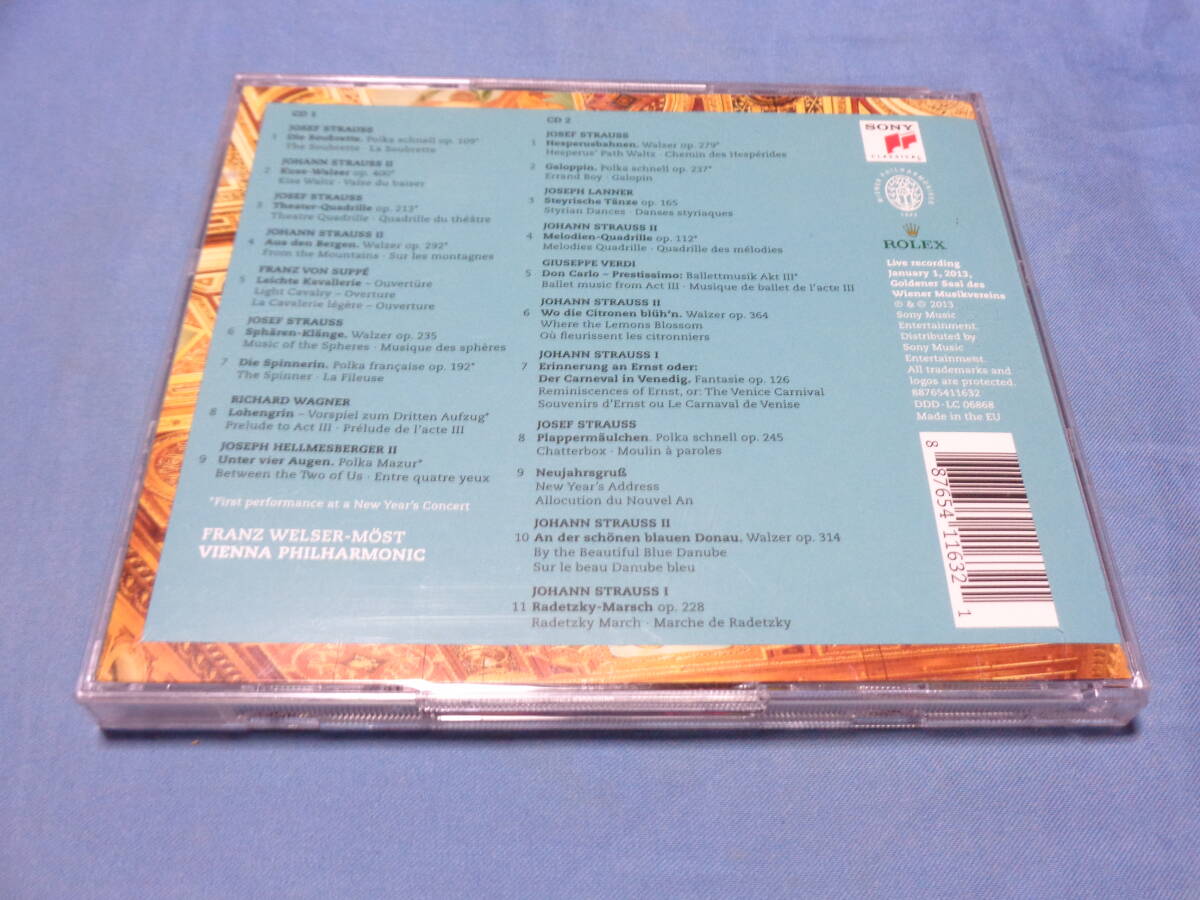 CD 1
JOSEF STRAUSS
1 Die Soubrette. Polka schnell op. 109*
The Soubrette · La Soubrette
JOHANN STRAUSS II
2 Kuss-Walzer op. 400*
Kiss Waltz · Valse du baiser
JOSEF STRAUSS
3 Theater-Quadrille op. 213*
Theatre Quadrille · Quadrille du théâtre
JOHANN STRAUSS II
4 Aus den Bergen. Walzer op. 292*
From the Mountains · Sur les montagnes
FRANZ VON SUPPÉ
5 Leichte Kavallerie – Ouvertüre
Light Cavalry – Overture
La Cavalerie légère – Ouverture
JOSEF STRAUSS
6 Sphären-Klänge. Walzer op. 235
Music of the Spheres · Musique des sphères
7 Die Spinnerin. Polka française op. 192*
The Spinner · La Fileuse
RICHARD WAGNER
8 Lohengrin – Vorspiel zum Dritten Aufzug*
Prelude to Act III · Prélude de l'acte III
JOSEPH HELLMESBERGER II
9 Unter vier Augen. Polka Mazur*
Between the Two of Us · Entre quatre yeux
*First performance at a New Year's Concert
FRANZ WELSER-MÖST
VIENNA PHILHARMONIC
CD 2
JOSEF STRAUSS
1 Hesperusbahnen. Walzer op. 279*
Hesperus' Path Waltz · Chemin des Hespérides
2 Galoppin. Polka schnell op. 237*
Errand Boy · Galopin
JOSEPH LANNER
3 Steyrische Tänze op. 165
Styrian Dances · Danses styriaques
JOHANN STRAUSS II
4 Melodien-Quadrille op. 112*
Melodies Quadrille · Quadrille des mélodies
GIUSEPPE VERDI
5 Don Carlo – Prestissimo: Ballettmusik Akt III*
Ballet music from Act III · Musique de ballet de l'acte III
JOHANN STRAUSS II
6 Wo die Citronen blüh'n. Walzer op. 364
Where the Lemons Blossom
Où fleurissent les citronniers
JOHANN STRAUSS I
7 Erinnerung an Ernst oder:
Der Carneval in Venedig. Fantasie op. 126
Reminiscences of Ernst, or: The Venice Carnival
Souvenirs d'Ernst ou Le Carnaval de Venise
JOSEF STRAUSS
8 Plappermäulchen. Polka schnell op. 245
Chatterbox · Moulin à paroles
9 Neujahrsgruß
New Year's Address
Allocution du Nouvel An
JOHANN STRAUSS II
10 An der schönen blauen Donau. Walzer op. 314
By the Beautiful Blue Danube
Sur le beau Danube bleu
JOHANN STRAUSS I
11 Radetzky-Marsch op. 228
Radetzky March · Marche de Radetzky
SONY
CLASSICAL
WIENER PHILHARMONIKER
ROLEX
Live recording
January 1, 2013,
Goldener Saal des
Wiener Musikvereins
℗ & © 2013
Sony Music
Entertainment.
Distributed by
Sony Music
Entertainment.
All trademarks and
logos are protected.
88765411632
DDD · LC 06868
Made in the EU
8 87654 11632 1